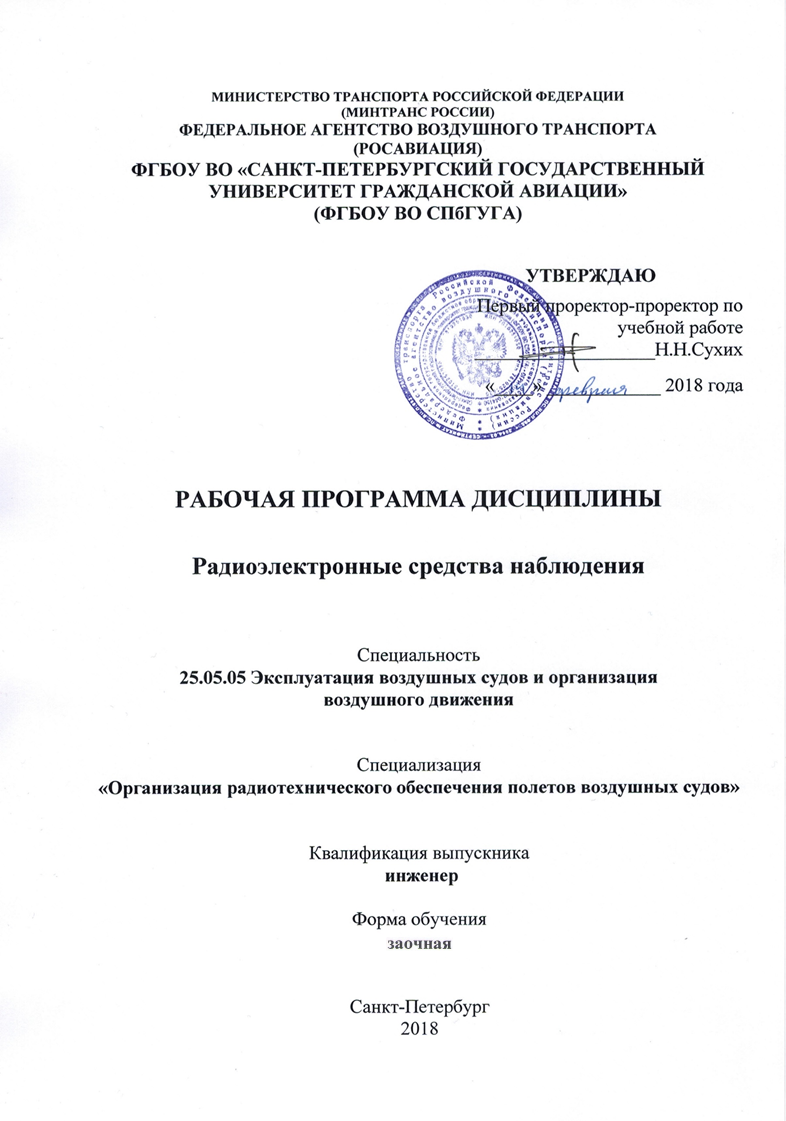 МИНИСТЕРСТВО ТРАНСПОРТА РОССИЙСКОЙ ФЕДЕРАЦИИ
(МИНТРАНС РОССИИ)
ФЕДЕРАЛЬНОЕ АГЕНТСТВО ВОЗДУШНОГО ТРАНСПОРТА
(РОСАВИАЦИЯ)
ФГБОУ ВО «САНКТ-ПЕТЕРБУРГСКИЙ ГОСУДАРСТВЕННЫЙ
УНИВЕРСИТЕТ ГРАЖДАНСКОЙ АВИАЦИИ»
(ФГБОУ ВО СПбГУГА)
УТВЕРЖДАЮ
Первый проректор-проректор по
учебной работе
Н.Н.Сухих
« » февраля 2018 года
РАБОЧАЯ ПРОГРАММА ДИСЦИПЛИНЫ
Радиоэлектронные средства наблюдения
Специальность
25.05.05 Эксплуатация воздушных судов и организация
воздушного движения
Специализация
«Организация радиотехнического обеспечения полетов воздушных судов»
Квалификация выпускника
инженер
Форма обучения
заочная
Санкт-Петербург
2018